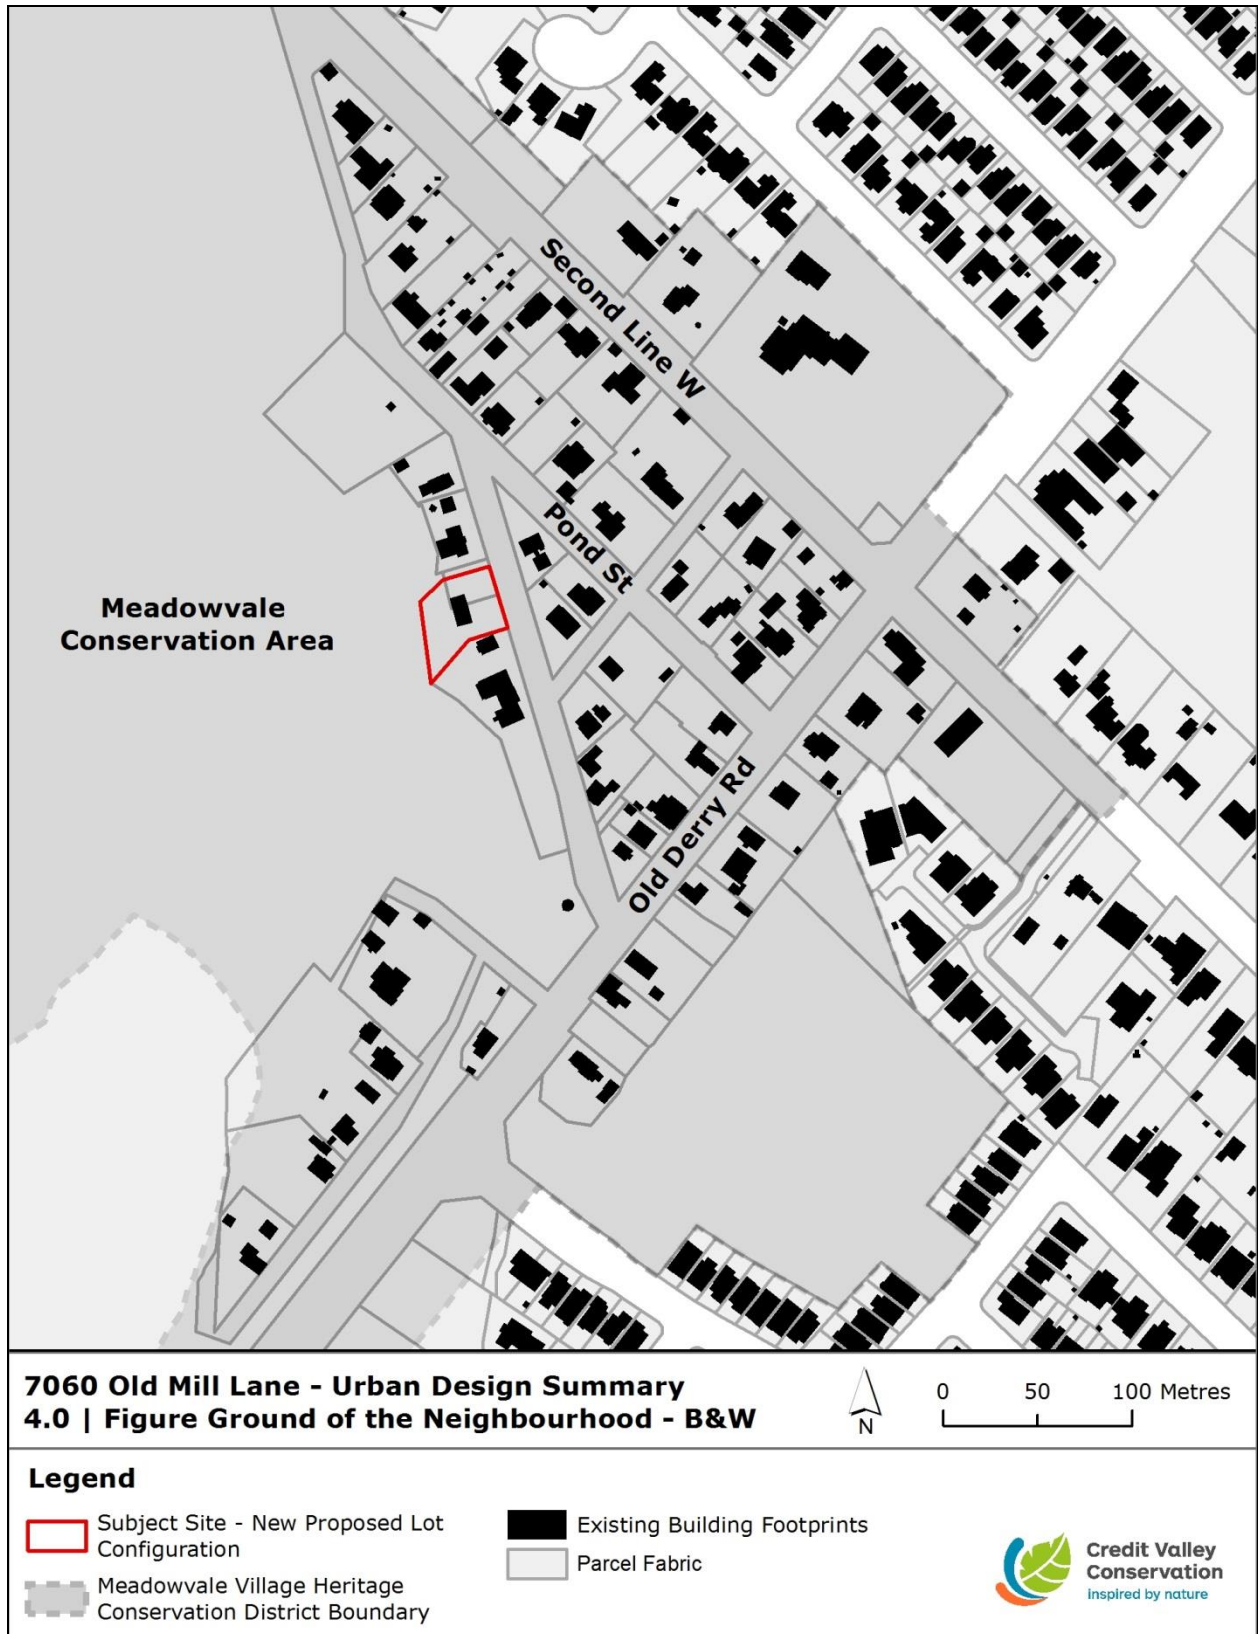 Second Line W
Pond St
Meadowvale
Conservation Area
Old Derry Rd
7060 Old Mill Lane - Urban Design Summary
4.0 | Figure Ground of the Neighbourhood - B&W
N
0 50 100 Metres
Legend
Subject Site - New Proposed Lot
Configuration
Meadowvale Village Heritage
Conservation District Boundary
Existing Building Footprints
Parcel Fabric
Credit Valley
Conservation
inspired by nature